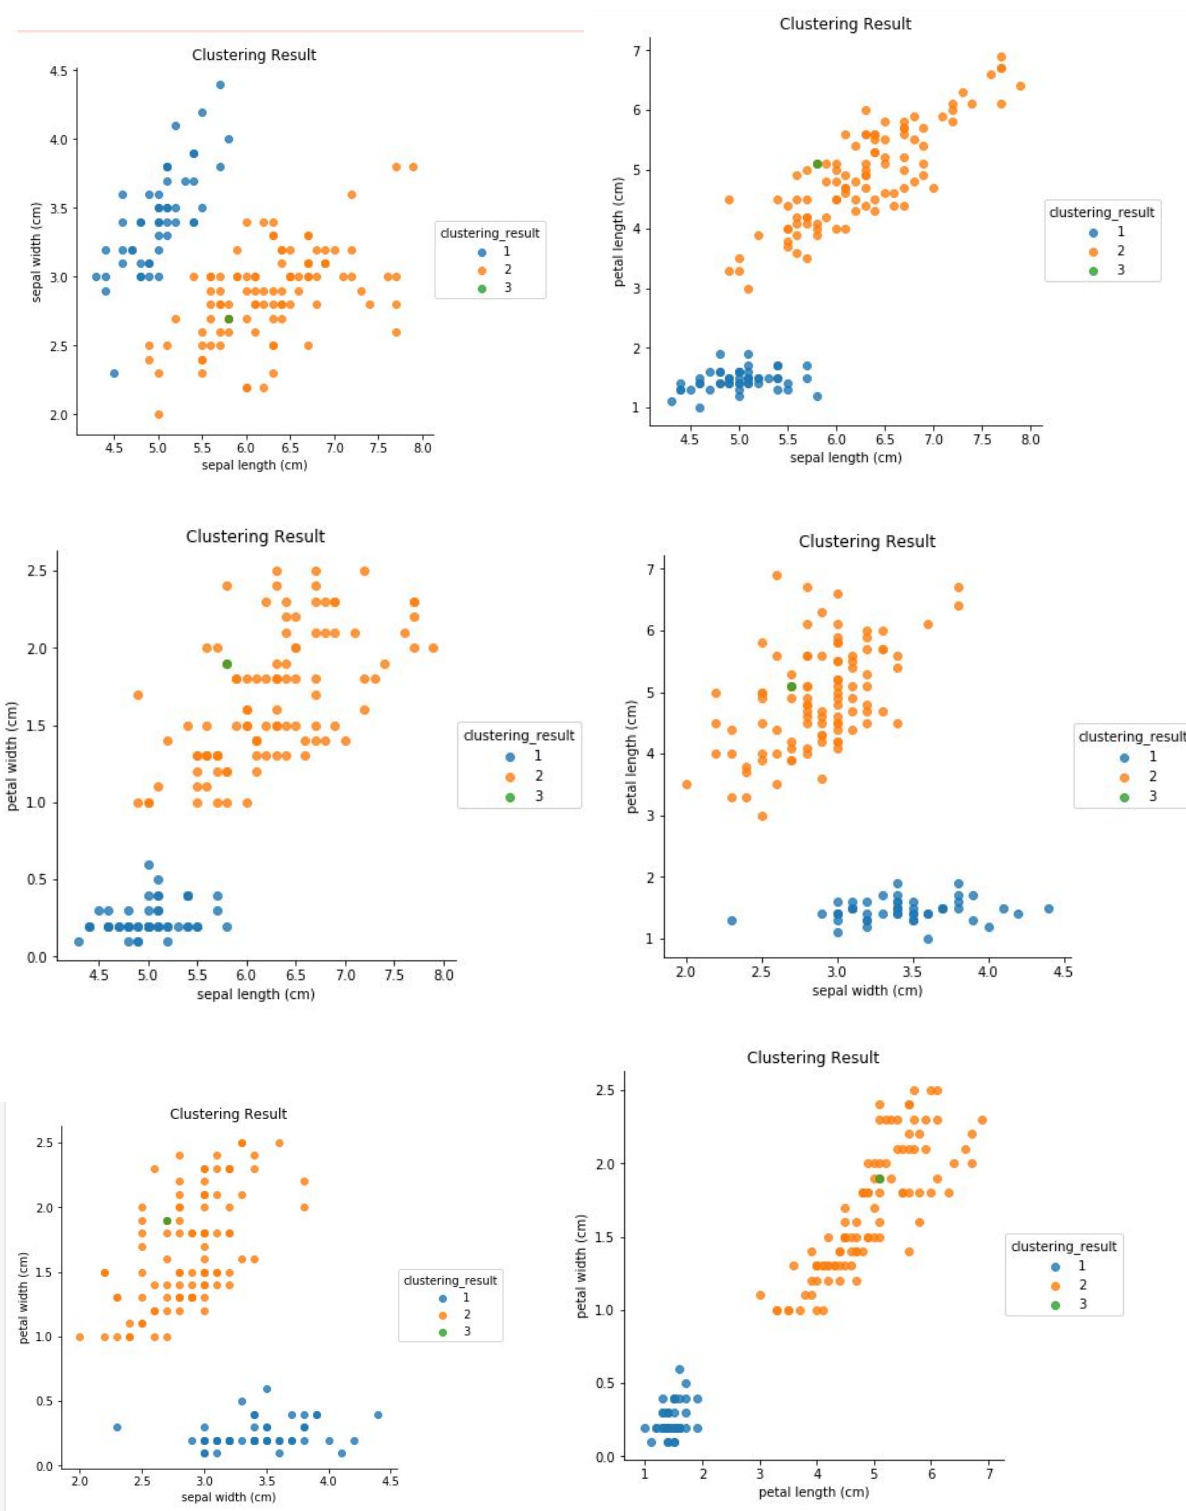 Clustering Result
4.5
4.0
3.5
3.0
2.5
2.0
sepal width (cm)
4.5 5.0 5.5 6.0 6.5 7.0 7.5 8.0
sepal length (cm)
clustering_result
1
2
3
Clustering Result
7
6
5
4
3
2
1
petal length (cm)
4.5 5.0 5.5 6.0 6.5 7.0 7.5 8.0
sepal length (cm)
clustering_result
1
2
3
Clustering Result
2.5
2.0
1.5
1.0
0.5
0.0
petal width (cm)
4.5 5.0 5.5 6.0 6.5 7.0 7.5 8.0
sepal length (cm)
clustering_result
1
2
3
Clustering Result
7
6
5
4
3
2
1
petal length (cm)
2.0 2.5 3.0 3.5 4.0 4.5
sepal width (cm)
clustering_result
1
2
3
Clustering Result
2.5
2.0
1.5
1.0
0.5
0.0
petal width (cm)
2.0 2.5 3.0 3.5 4.0 4.5
sepal width (cm)
clustering_result
1
2
3
Clustering Result
2.5
2.0
1.5
1.0
0.5
0.0
petal width (cm)
1 2 3 4 5 6 7
petal length (cm)
clustering_result
1
2
3